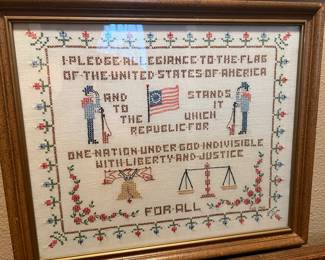 I·PLEDGE·ALLEGIANCE·TO·THE·FLAG
OF·THE·UNITED·STATES·OF·AMERICA
AND STANDS
TO IT
THE WHICH
REPUBLIC·FOR
ONE·NATION·UNDER·GOD·INDIVISIBLE
WITH·LIBERTY·AND·JUSTICE
FOR·ALL